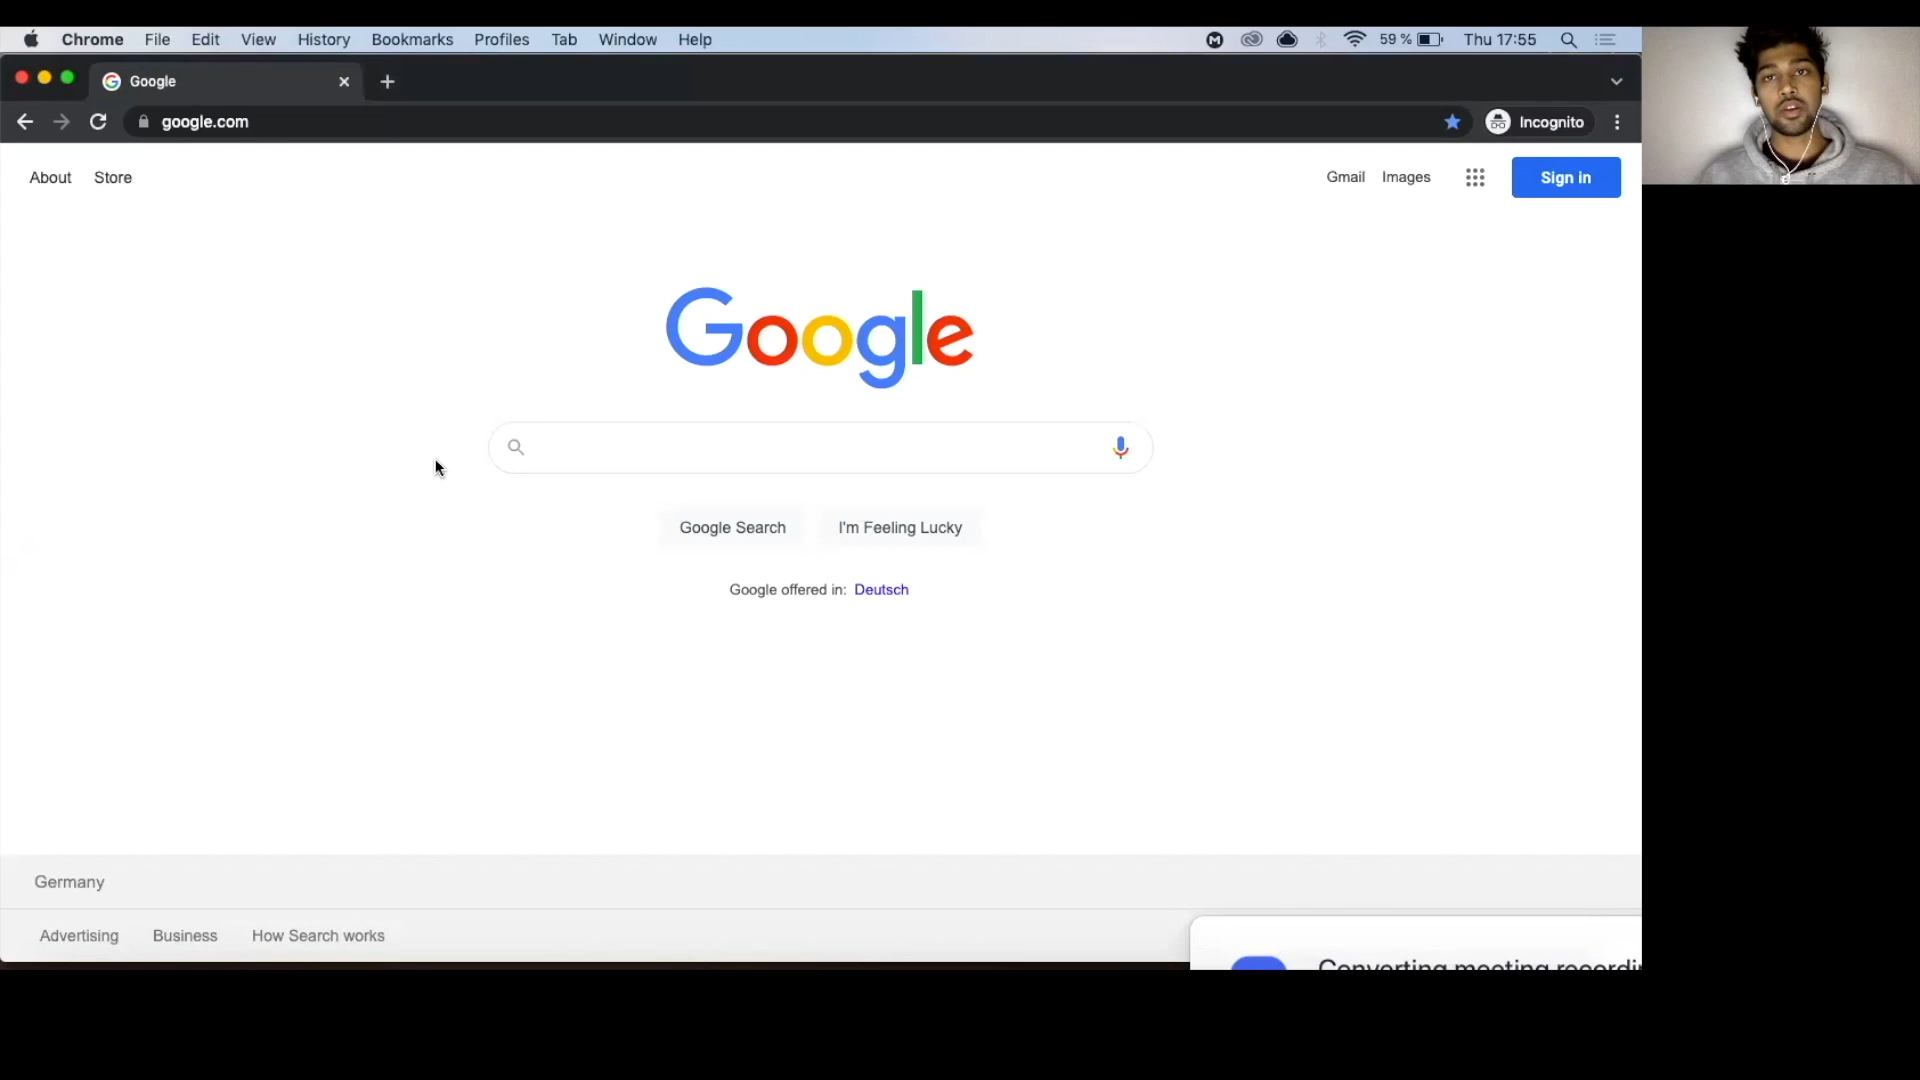 Chrome File Edit View History Bookmarks Profiles Tab Window Help 59 % Thu 17:55
Google
google.com Incognito
About Store Gmail Images Sign in
Google
Google Search I'm Feeling Lucky
Google offered in: Deutsch
Germany
Advertising Business How Search works
Converting meeting